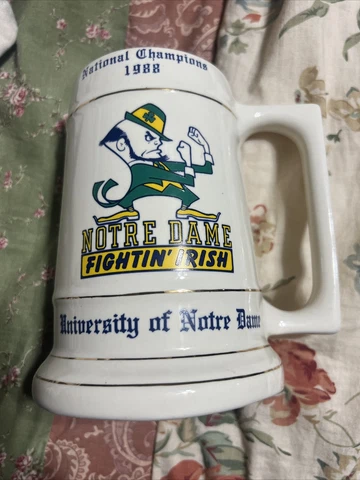 National Champions
1988
NOTRE DAME
FIGHTIN' IRISH
University of Notre Dame